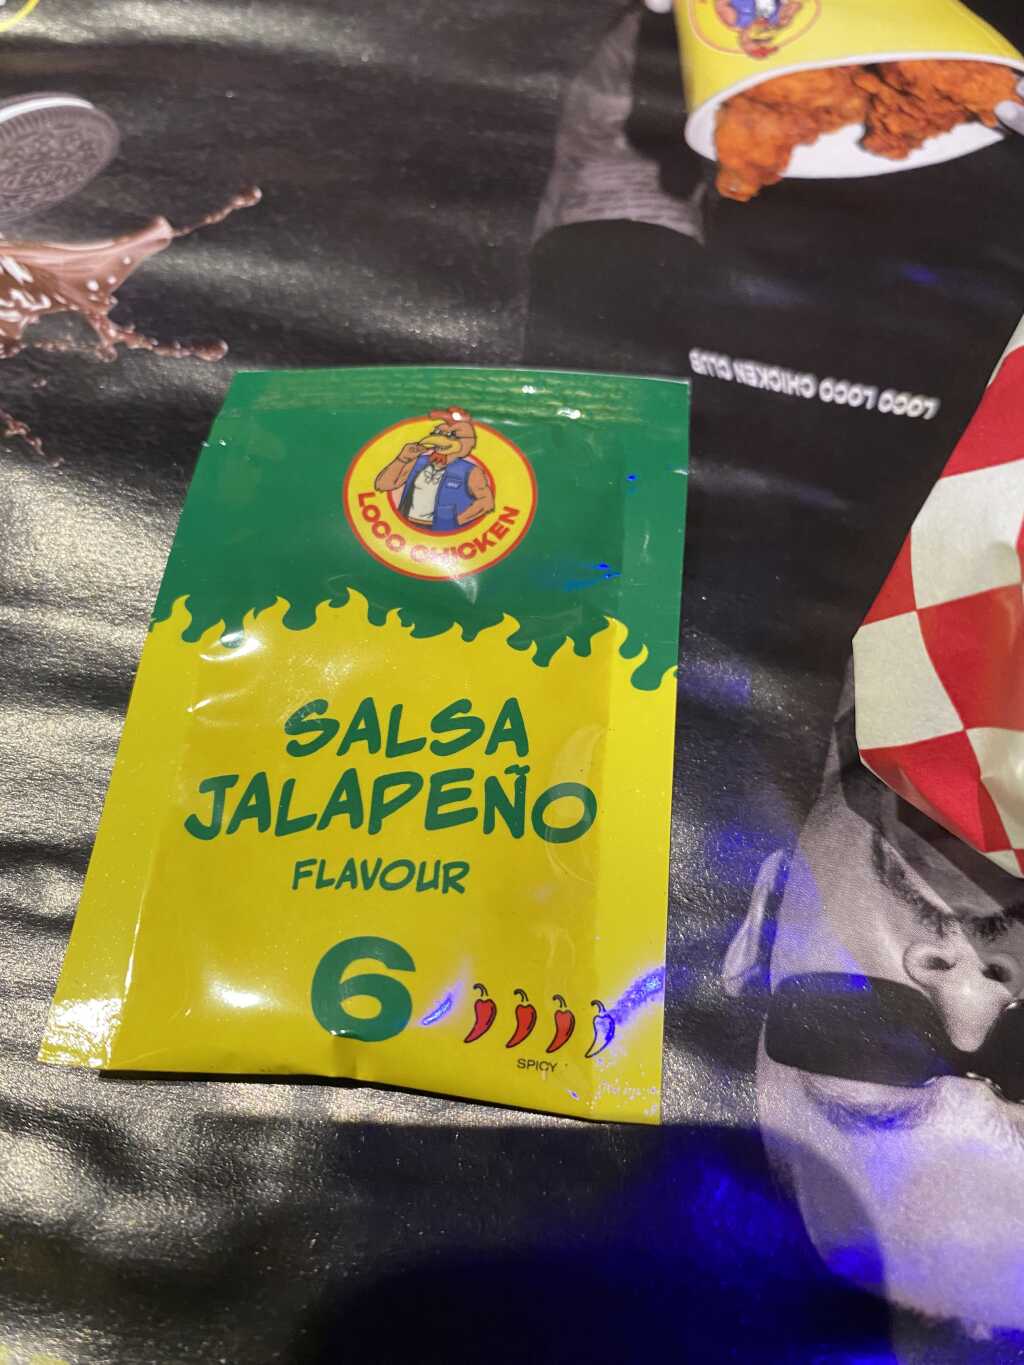 LOCO LOCO CHICKEN CLUB
LOCO CHICKEN
SALSA
JALAPEÑO
FLAVOUR
6
SPICY